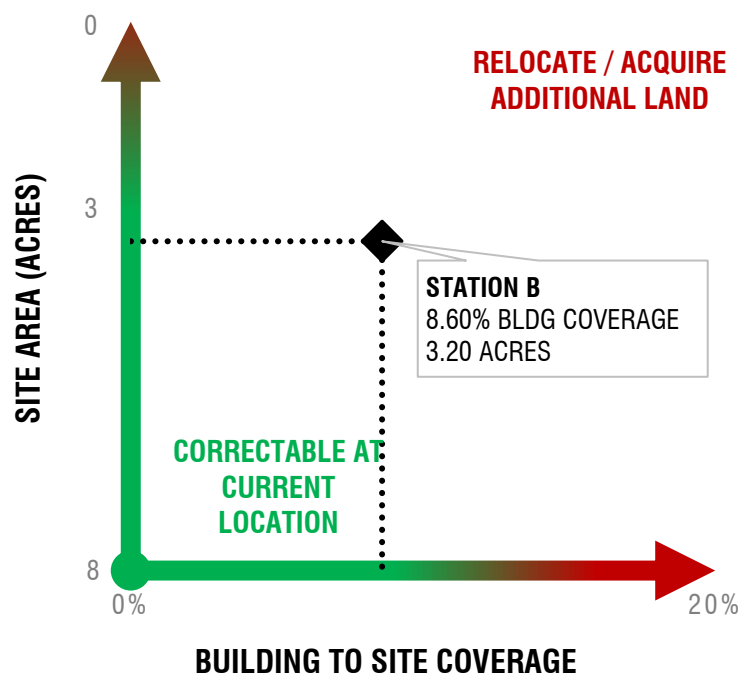 0
RELOCATE / ACQUIRE
ADDITIONAL LAND
3
SITE AREA (ACRES)
STATION B
8.60% BLDG COVERAGE
3.20 ACRES
CORRECTABLE AT
CURRENT
LOCATION
8
0%
20%
BUILDING TO SITE COVERAGE